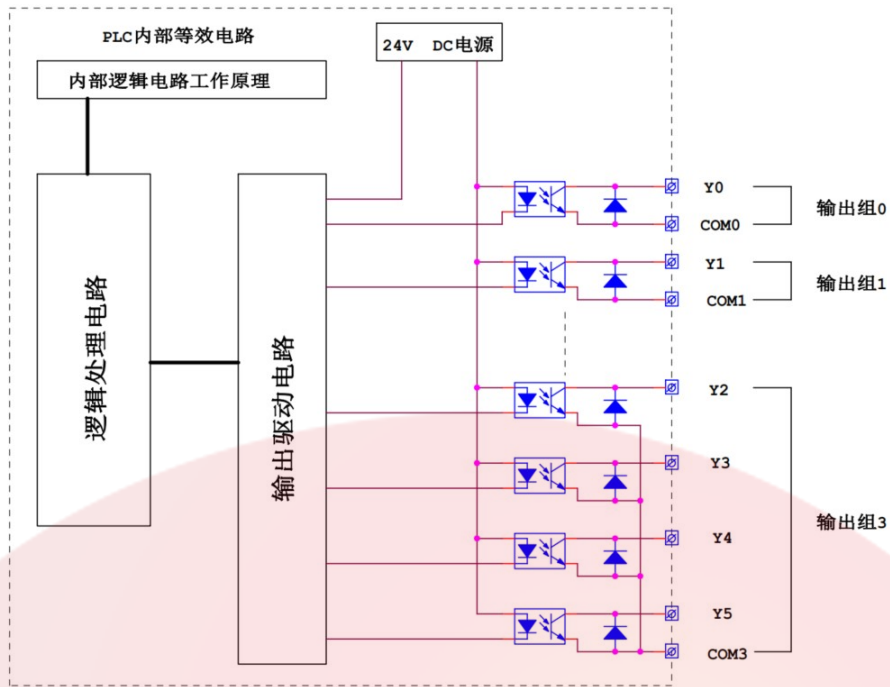 PLC内部等效电路
24V DC电源
内部逻辑电路工作原理
逻辑处理电路
输出驱动电路
Y0
COM0
输出组0
Y1
COM1
输出组1
Y2
Y3
Y4
Y5
COM3
输出组3